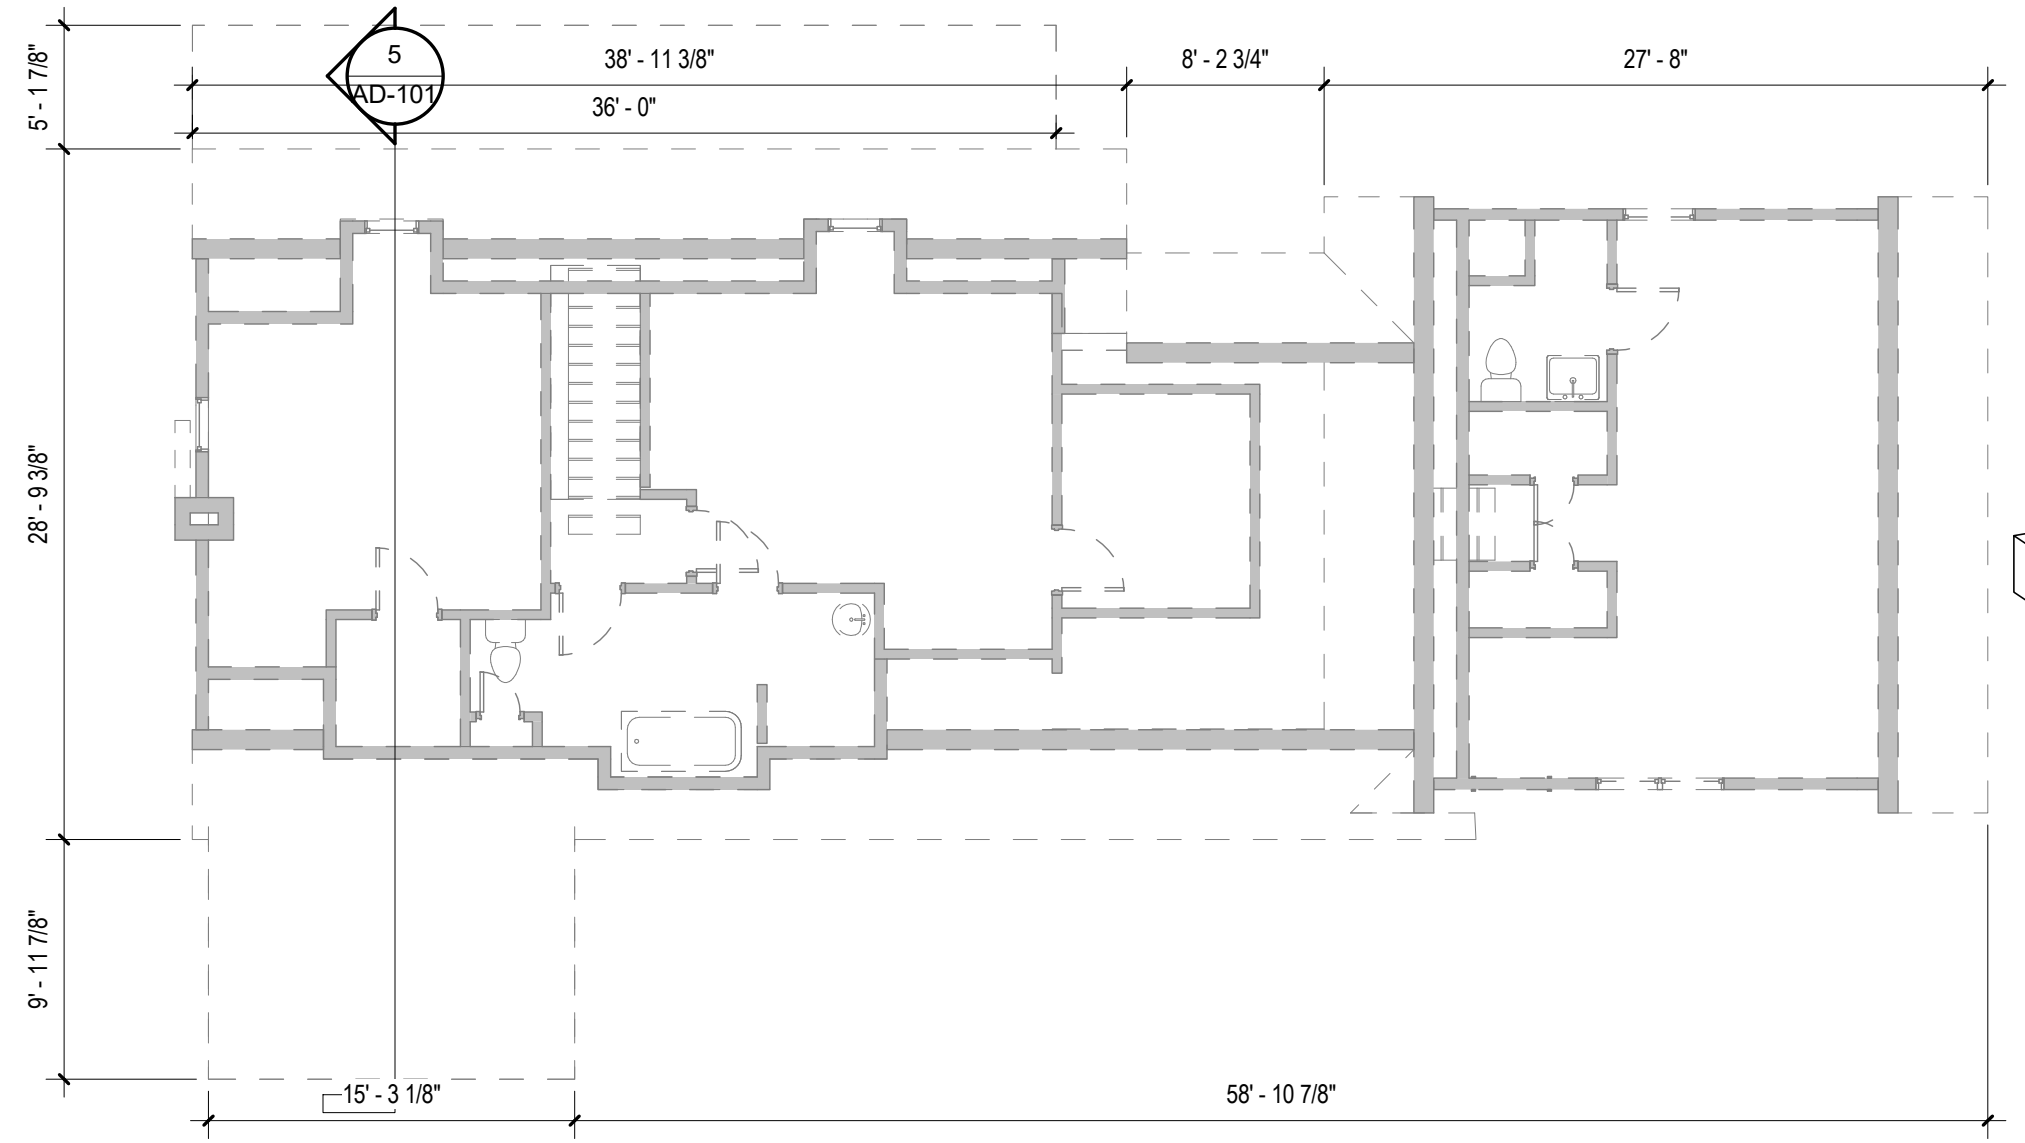 5
AD-101
38' - 11 3/8"
8' - 2 3/4"
27' - 8"
36' - 0"
5' - 1 7/8"
28' - 9 3/8"
9' - 11 7/8"
15' - 3 1/8"
58' - 10 7/8"